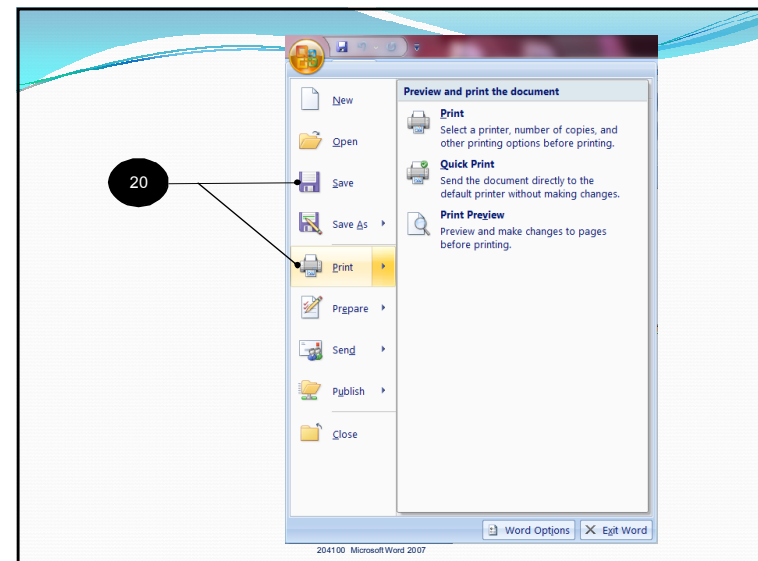 Preview and print the document
New
Print
Select a printer, number of copies, and
other printing options before printing.
Open
Quick Print
Send the document directly to the
default printer without making changes.
20
Save
Save As
Print Preview
Preview and make changes to pages
before printing.
Print
Prepare
Send
Publish
Close
Word Options
Exit Word
204100 Microsoft Word 2007